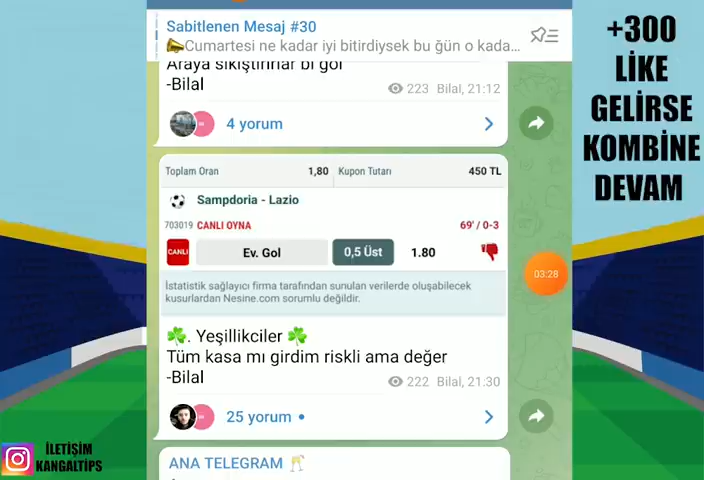 Sabitlenen Mesaj #30
Cumartesi ne kadar iyi bitirdiysek bu ğün o kada...
Araya sıkıştırırlar bi gol
-Bilal
223 Bilal, 21:12
4 yorum
Toplam Oran 1,80 Kupon Tutarı 450 TL
Sampdoria - Lazio
703019 CANLI OYNA 69' / 0-3
CANLI Ev. Gol 0,5 Üst 1.80
İstatistik sağlayıcı firma tarafından sunulan verilerde oluşabilecek
kusurlardan Nesine.com sorumlu değildir.
☘️. Yeşillikciler ☘️
Tüm kasa mı girdim riskli ama değer
-Bilal
222 Bilal, 21:30
25 yorum
ANA TELEGRAM 🥂
+300
LİKE
GELİRSE
KOMBİNE
DEVAM
03:28
İLETİŞİM
KANGALTİPS